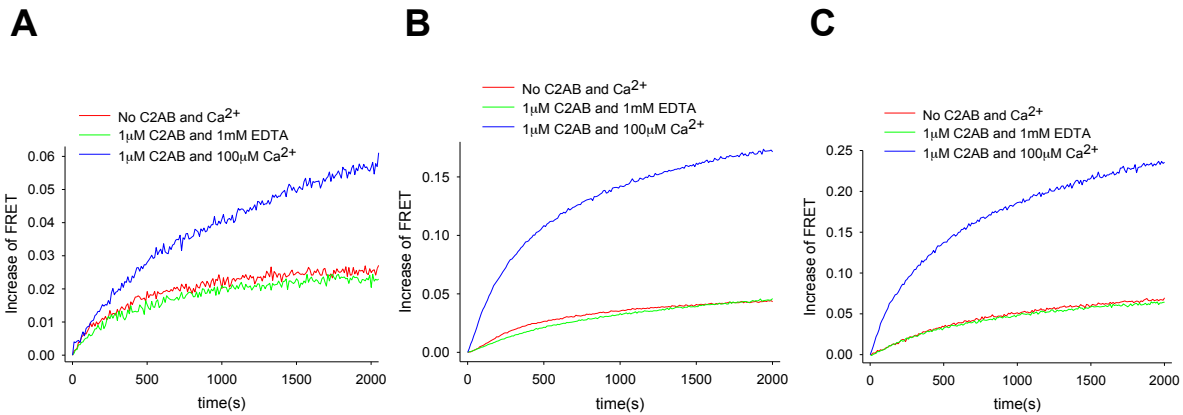 A
No C2AB and Ca2+
1μM C2AB and 1mM EDTA
1μM C2AB and 100μM Ca2+
Increase of FRET
0.06
0.05
0.04
0.03
0.02
0.01
0.00
0 500 1000 1500 2000
time(s)
B
No C2AB and Ca2+
1μM C2AB and 1mM EDTA
1μM C2AB and 100μM Ca2+
Increase of FRET
0.15
0.10
0.05
0.00
0 500 1000 1500 2000
time(s)
C
No C2AB and Ca2+
1μM C2AB and 1mM EDTA
1μM C2AB and 100μM Ca2+
Increase of FRET
0.25
0.20
0.15
0.10
0.05
0.00
0 500 1000 1500 2000
time(s)